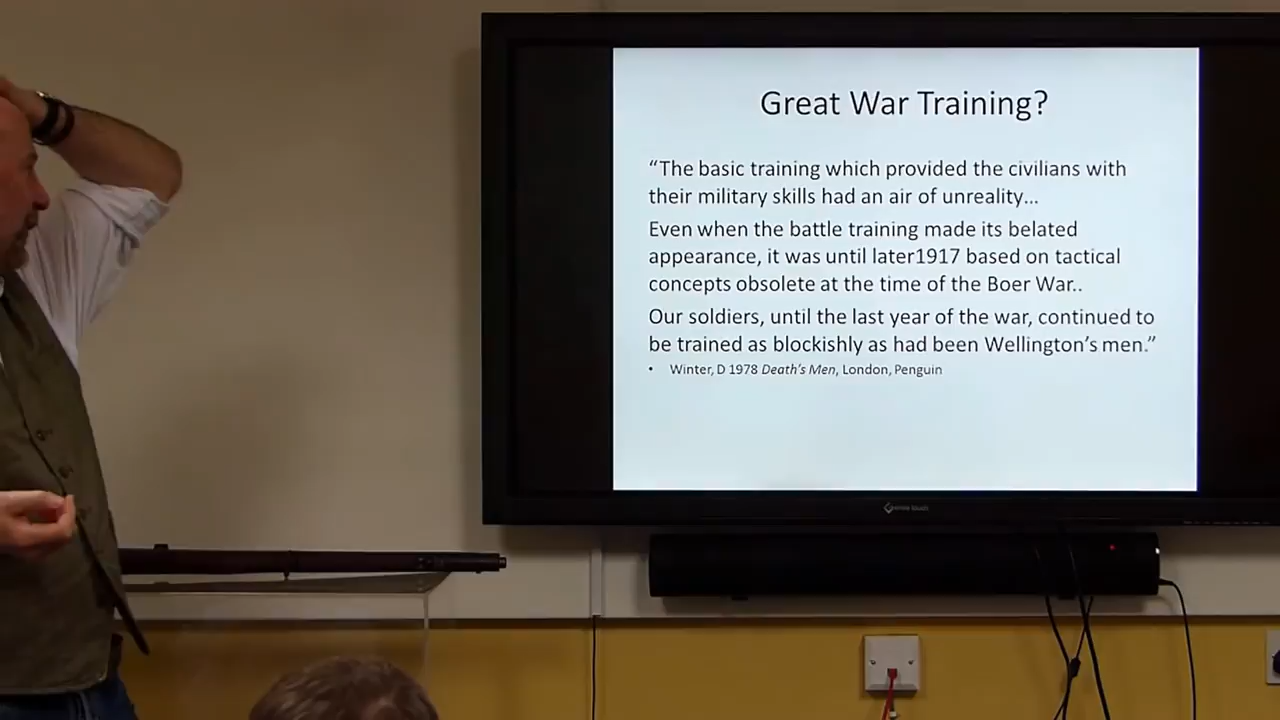 Great War Training?
“The basic training which provided the civilians with
their military skills had an air of unreality...
Even when the battle training made its belated
appearance, it was until later1917 based on tactical
concepts obsolete at the time of the Boer War..
Our soldiers, until the last year of the war, continued to
be trained as blockishly as had been Wellington’s men.”
• Winter, D 1978 Death’s Men, London, Penguin